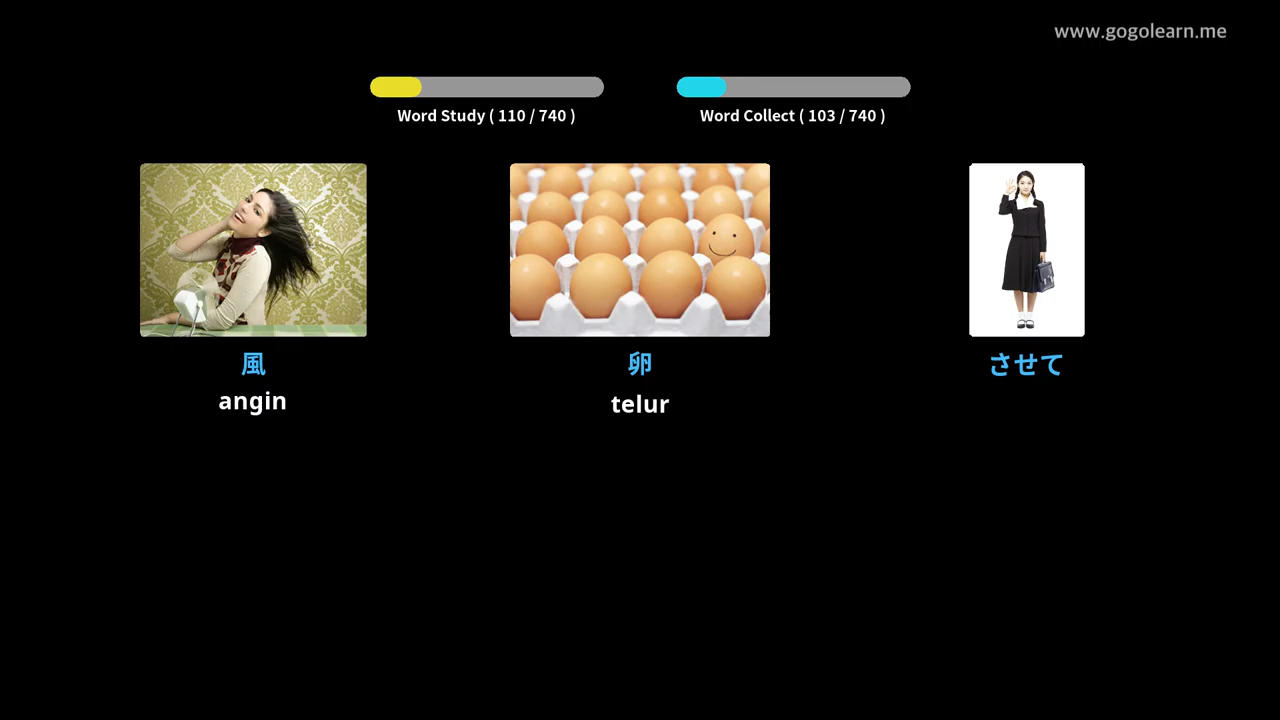 www.gogolearn.me
Word Study ( 110 / 740 )
Word Collect ( 103 / 740 )
風
angin
卵
telur
させて